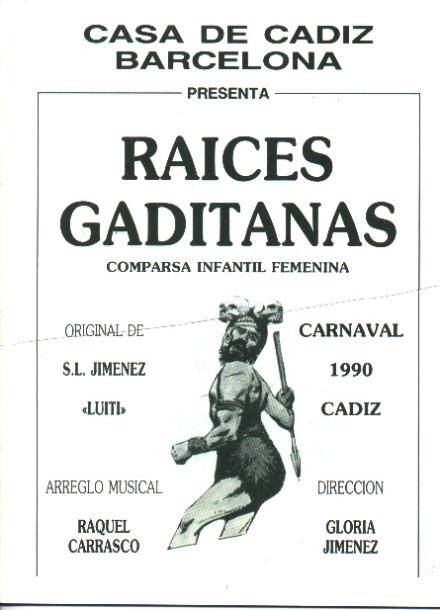 CASA DE CADIZ
BARCELONA
PRESENTA
RAICES
GADITANAS
COMPARSA INFANTIL FEMENINA
ORIGINAL DE
S.L. JIMENEZ
«LUITI»
CARNAVAL
1990
CADIZ
ARREGLO MUSICAL
RAQUEL
CARRASCO
DIRECCION
GLORIA
JIMENEZ